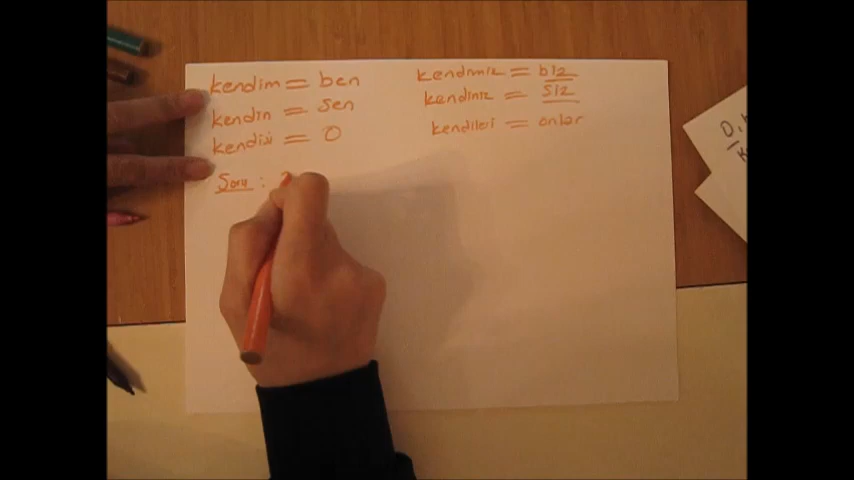 kendim = ben
kendin = sen
kendisi = O
kendimiz = biz
kendiniz = siz
kendileri = onlar
Soru :